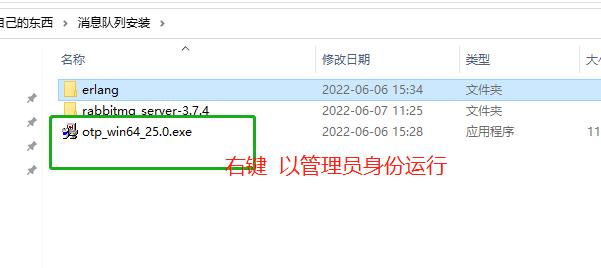 自己的东西 > 消息队列安装 >
名称 修改日期 类型 大
erlang 2022-06-06 15:34 文件夹
rabbitmq_server-3.7.4 2022-06-07 11:25 文件夹
otp_win64_25.0.exe 2022-06-06 15:28 应用程序 11
右键 以管理员身份运行